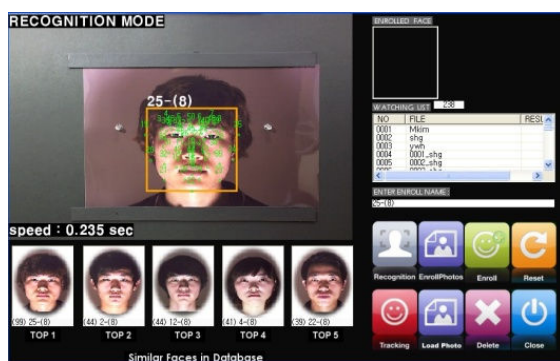 RECOGNITION MODE
25-(8)
speed : 0.235 sec
(99) 25-(8)
(44) 2-(8)
(44) 12-(8)
(41) 4-(8)
(39) 22-(8)
TOP 1
TOP 2
TOP 3
TOP 4
TOP 5
Similar Faces in Database
ENROLLED FACE
WATCHING LIST
238
NO FILE RESU
0001 Mkim
0002 shg
0003 ywh
0004 0001_shg
0005 0002_shg
ENTER ENROLL NAME
25-(8)
Recognition
EnrollPhotos
Enroll
Reset
Tracking
Load Photo
Delete
Close